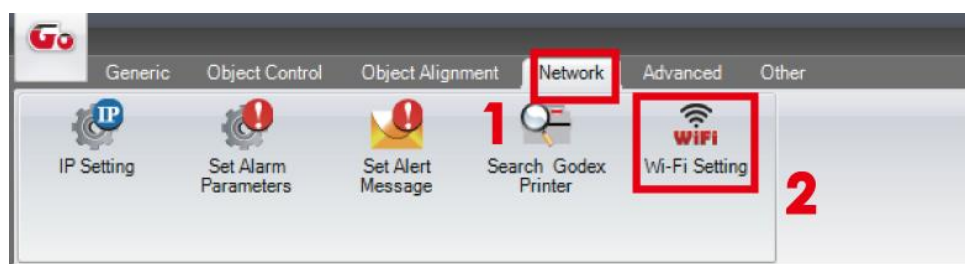 Go
Generic Object Control Object Alignment Network Advanced Other
1
IP WiFi
IP Setting Set Alarm Set Alert Search Godex Wi-Fi Setting
Parameters Message Printer
2